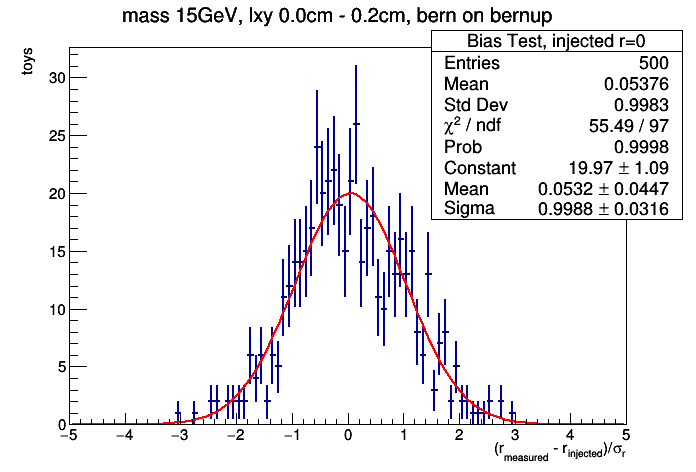 mass 15GeV, lxy 0.0cm - 0.2cm, bern on bernup
toys
Bias Test, injected r=0
Entries 500
Mean 0.05376
Std Dev 0.9983
χ² / ndf 55.49 / 97
Prob 0.9998
Constant 19.97 ± 1.09
Mean 0.0532 ± 0.0447
Sigma 0.9988 ± 0.0316
30
25
20
15
10
5
0
−5 −4 −3 −2 −1 0 1 2 3 4 5
(r_measured - r_injected)/σ_r